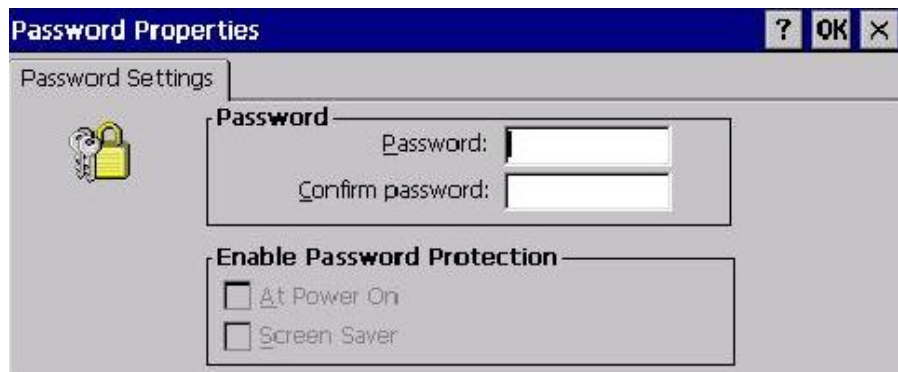 Password Properties ? OK ×
Password Settings
Password
Password:
Confirm password:
Enable Password Protection
At Power On
Screen Saver